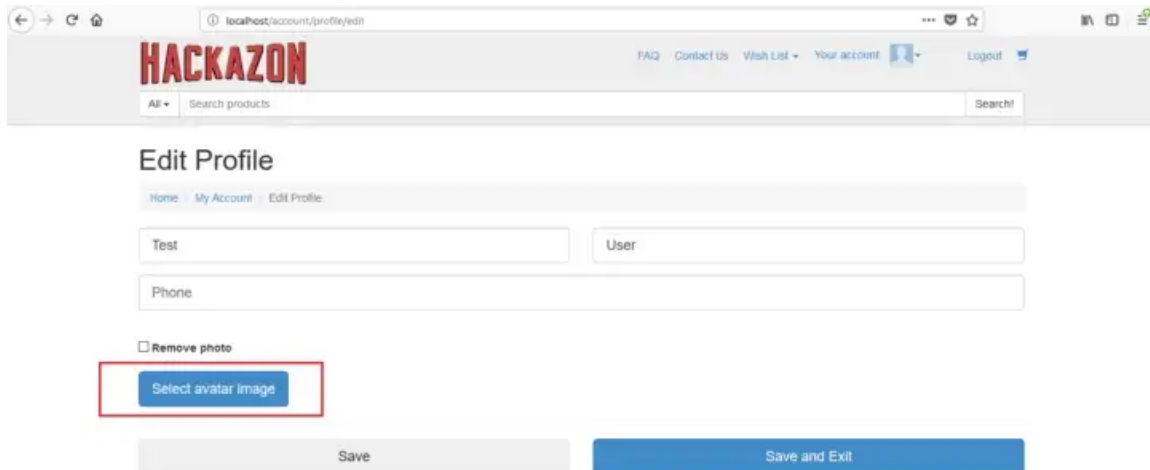 localhost/account/profile/edit
HACKAZON
FAQ Contact Us Wish List Your account Logout
All Search products Search!
Edit Profile
Home / My Account / Edit Profile
Test User
Phone
Remove photo
Select avatar image
Save Save and Exit